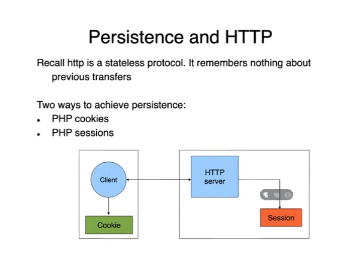 Persistence and HTTP
Recall http is a stateless protocol. It remembers nothing about
previous transfers
Two ways to achieve persistence:
• PHP cookies
• PHP sessions
Client
HTTP
server
Cookie
Session